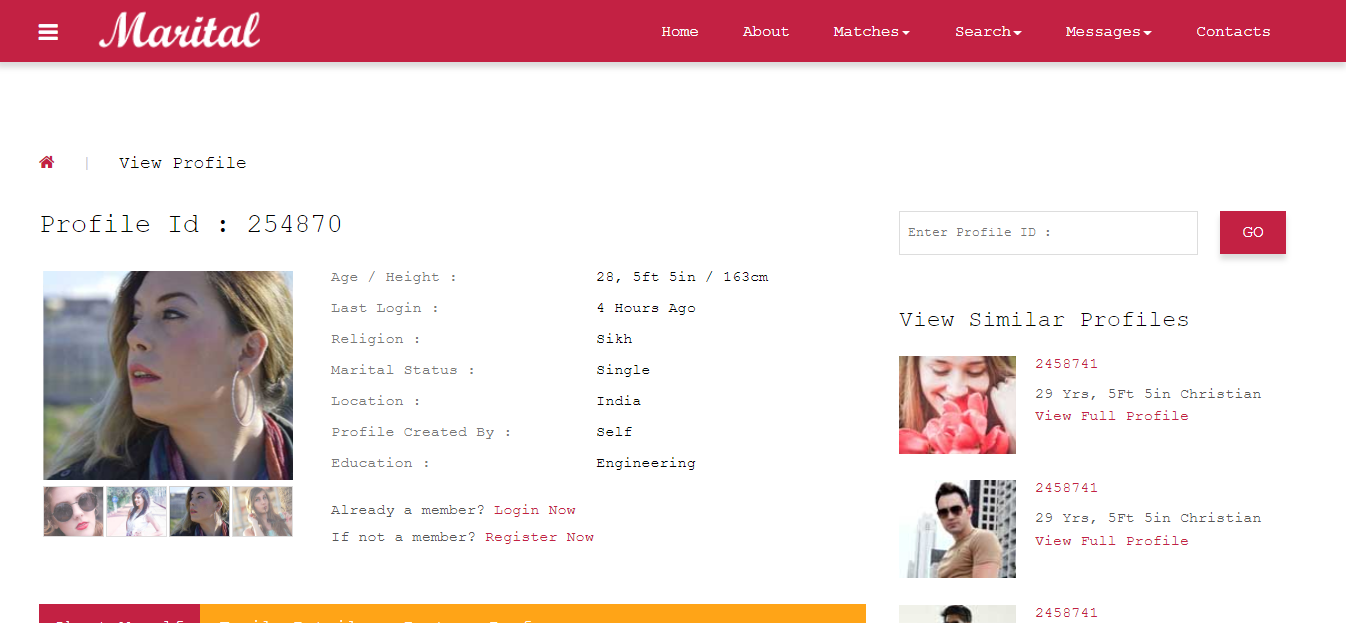 Marital
Home About Matches Search Messages Contacts
View Profile
Profile Id : 254870
Age / Height : 28, 5ft 5in / 163cm
Last Login : 4 Hours Ago
Religion : Sikh
Marital Status : Single
Location : India
Profile Created By : Self
Education : Engineering
Already a member? Login Now
If not a member? Register Now
Enter Profile ID : GO
View Similar Profiles
2458741
29 Yrs, 5Ft 5in Christian
View Full Profile
2458741
29 Yrs, 5Ft 5in Christian
View Full Profile
2458741